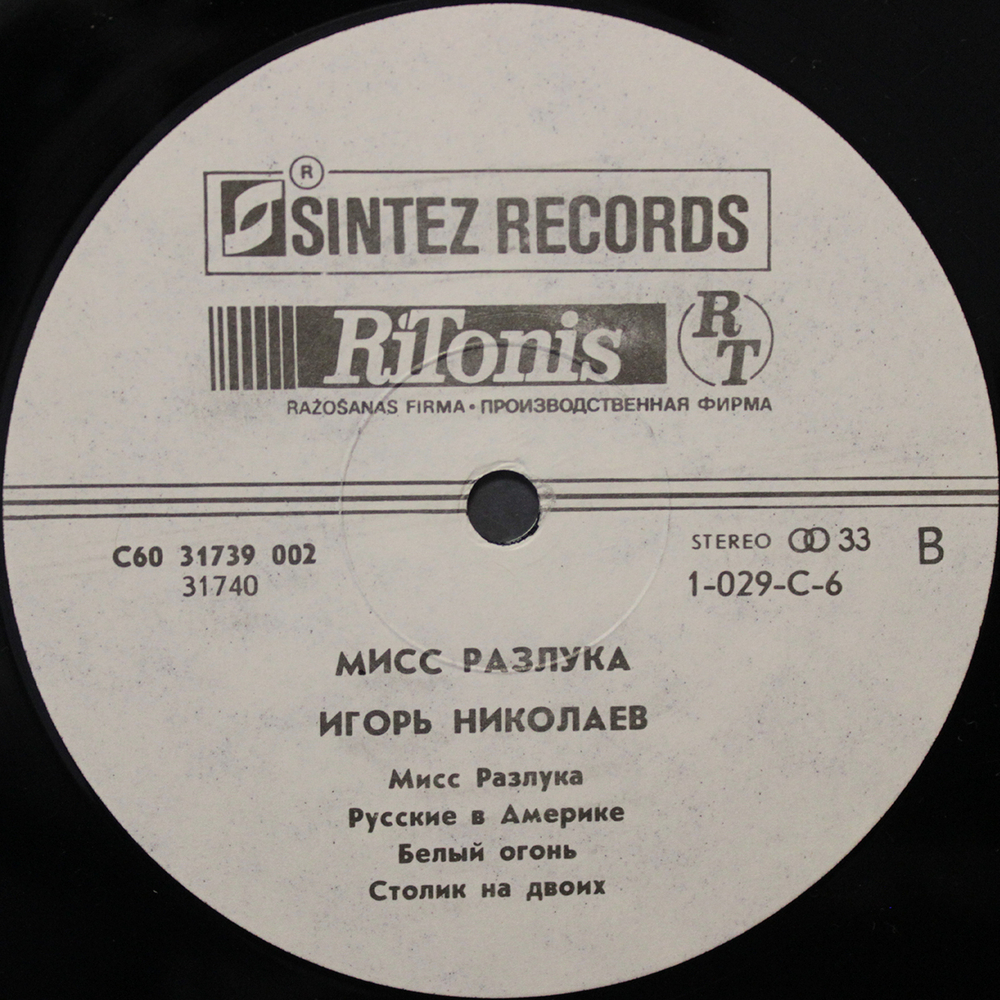 ® SINTEZ RECORDS
RiTonis RT
RAŽOŠANAS FIRMA • ПРОИЗВОДСТВЕННАЯ ФИРМА
С60 31739 002 STEREO 33 B
31740 1-029-C-6
МИСС РАЗЛУКА
ИГОРЬ НИКОЛАЕВ
Мисс Разлука
Русские в Америке
Белый огонь
Столик на двоих